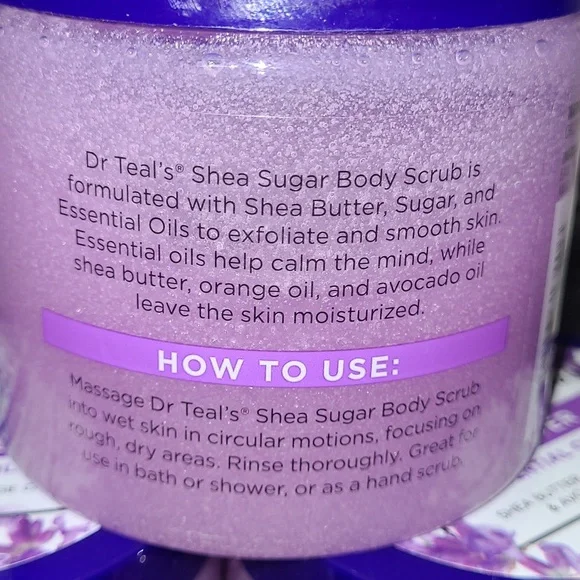 Dr Teal's® Shea Sugar Body Scrub is
formulated with Shea Butter, Sugar, and
Essential Oils to exfoliate and smooth skin.
Essential oils help calm the mind, while
shea butter, orange oil, and avocado oil
leave the skin moisturized.
HOW TO USE:
Massage Dr Teal's® Shea Sugar Body Scrub
into wet skin in circular motions, focusing on
rough, dry areas. Rinse thoroughly. Great for
use in bath or shower, or as a hand scrub.
SHEA BUTTER